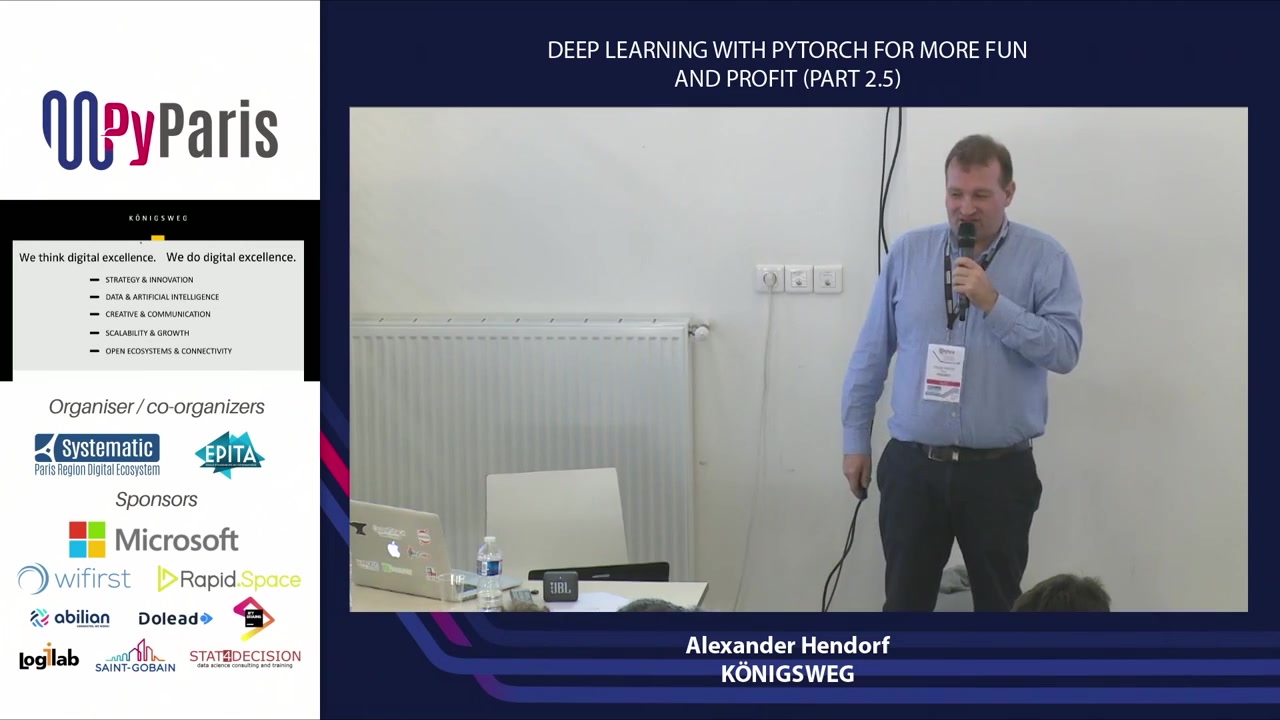 DEEP LEARNING WITH PYTORCH FOR MORE FUN
AND PROFIT (PART 2.5)
PyParis
KÖNIGSWEG
We think digital excellence. We do digital excellence.
STRATEGY & INNOVATION
DATA & ARTIFICIAL INTELLIGENCE
CREATIVE & COMMUNICATION
SCALABILITY & GROWTH
OPEN ECOSYSTEMS & CONNECTIVITY
Organiser / co-organizers
Systematic
Paris Region Digital Ecosystem
EPITA
Sponsors
Microsoft
wifirst
Rapid.Space
abilian
Dolead
JET
BRAINS
Logilab
SAINT-GOBAIN
STAT4DECISION
data science consulting and training
JBL
Alexander Hendorf
KÖNIGSWEG